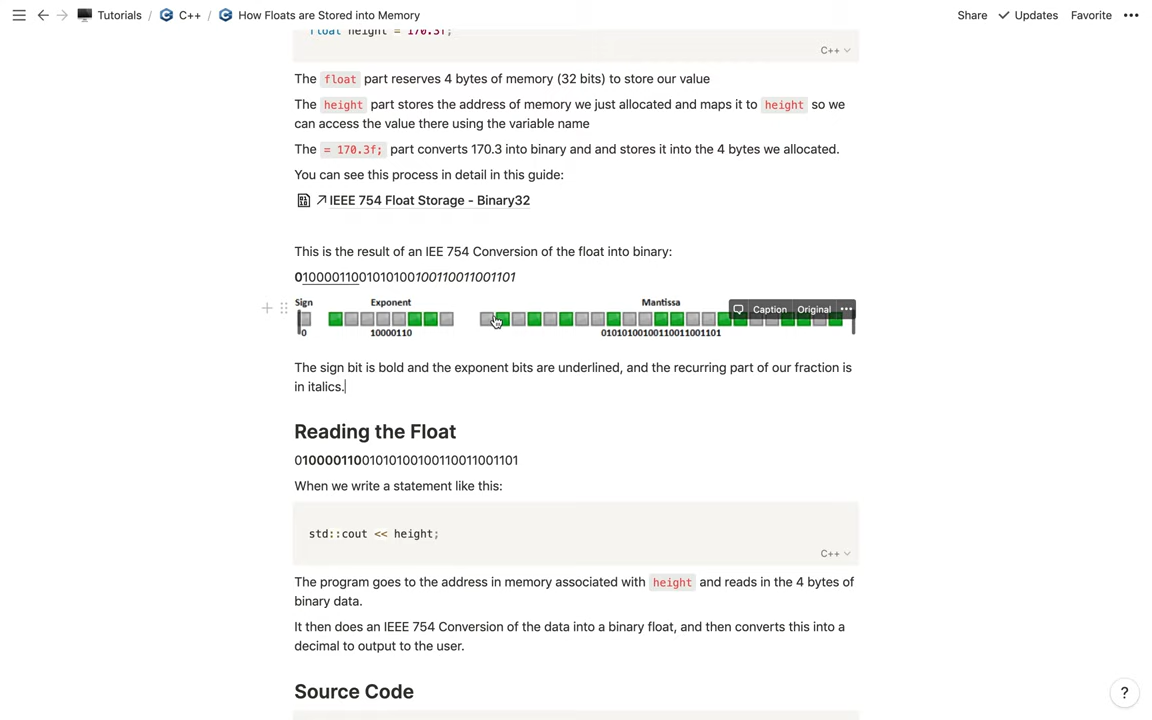 Tutorials / C++ / How Floats are Stored into Memory
Share Updates Favorite •••
float height = 170.3f;
C++
The float part reserves 4 bytes of memory (32 bits) to store our value
The height part stores the address of memory we just allocated and maps it to height so we
can access the value there using the variable name
The = 170.3f; part converts 170.3 into binary and and stores it into the 4 bytes we allocated.
You can see this process in detail in this guide:
IEEE 754 Float Storage - Binary32
This is the result of an IEE 754 Conversion of the float into binary:
01000011001010100100110011001101
Sign Exponent Mantissa
Caption Original •••
0 10000110 01010100100110011001101
The sign bit is bold and the exponent bits are underlined, and the recurring part of our fraction is
in italics.
Reading the Float
01000011001010100100110011001101
When we write a statement like this:
std::cout << height;
C++
The program goes to the address in memory associated with height and reads in the 4 bytes of
binary data.
It then does an IEEE 754 Conversion of the data into a binary float, and then converts this into a
decimal to output to the user.
Source Code
?